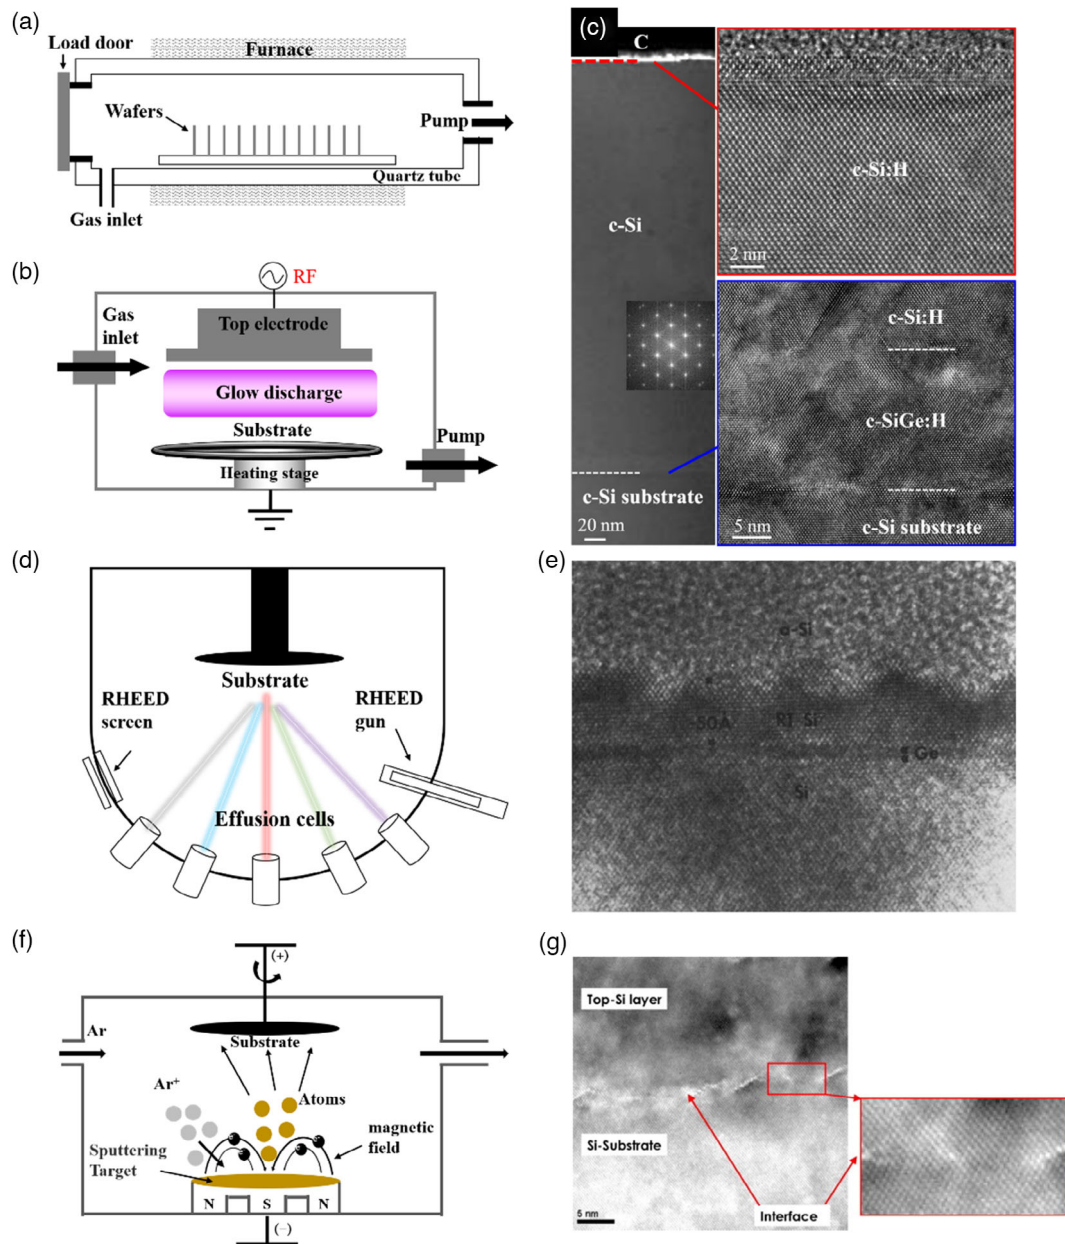 (a)
Load door
Furnace
Wafers
Pump
Quartz tube
Gas inlet
(b)
RF
Gas
inlet
Top electrode
Glow discharge
Substrate
Pump
Heating stage
(c)
C
c-Si
c-Si substrate
20 nm
c-Si:H
2 nm
c-Si:H
c-SiGe:H
c-Si substrate
5 nm
(d)
Substrate
RHEED
screen
RHEED
gun
Effusion cells
(e)
a-Si
50Å
RT Si
Ge
Si
(f)
(+)
Ar
Substrate
Ar⁺
Atoms
magnetic
field
Sputtering
Target
N
S
N
(−)
(g)
Top-Si layer
Si-Substrate
Interface
5 nm